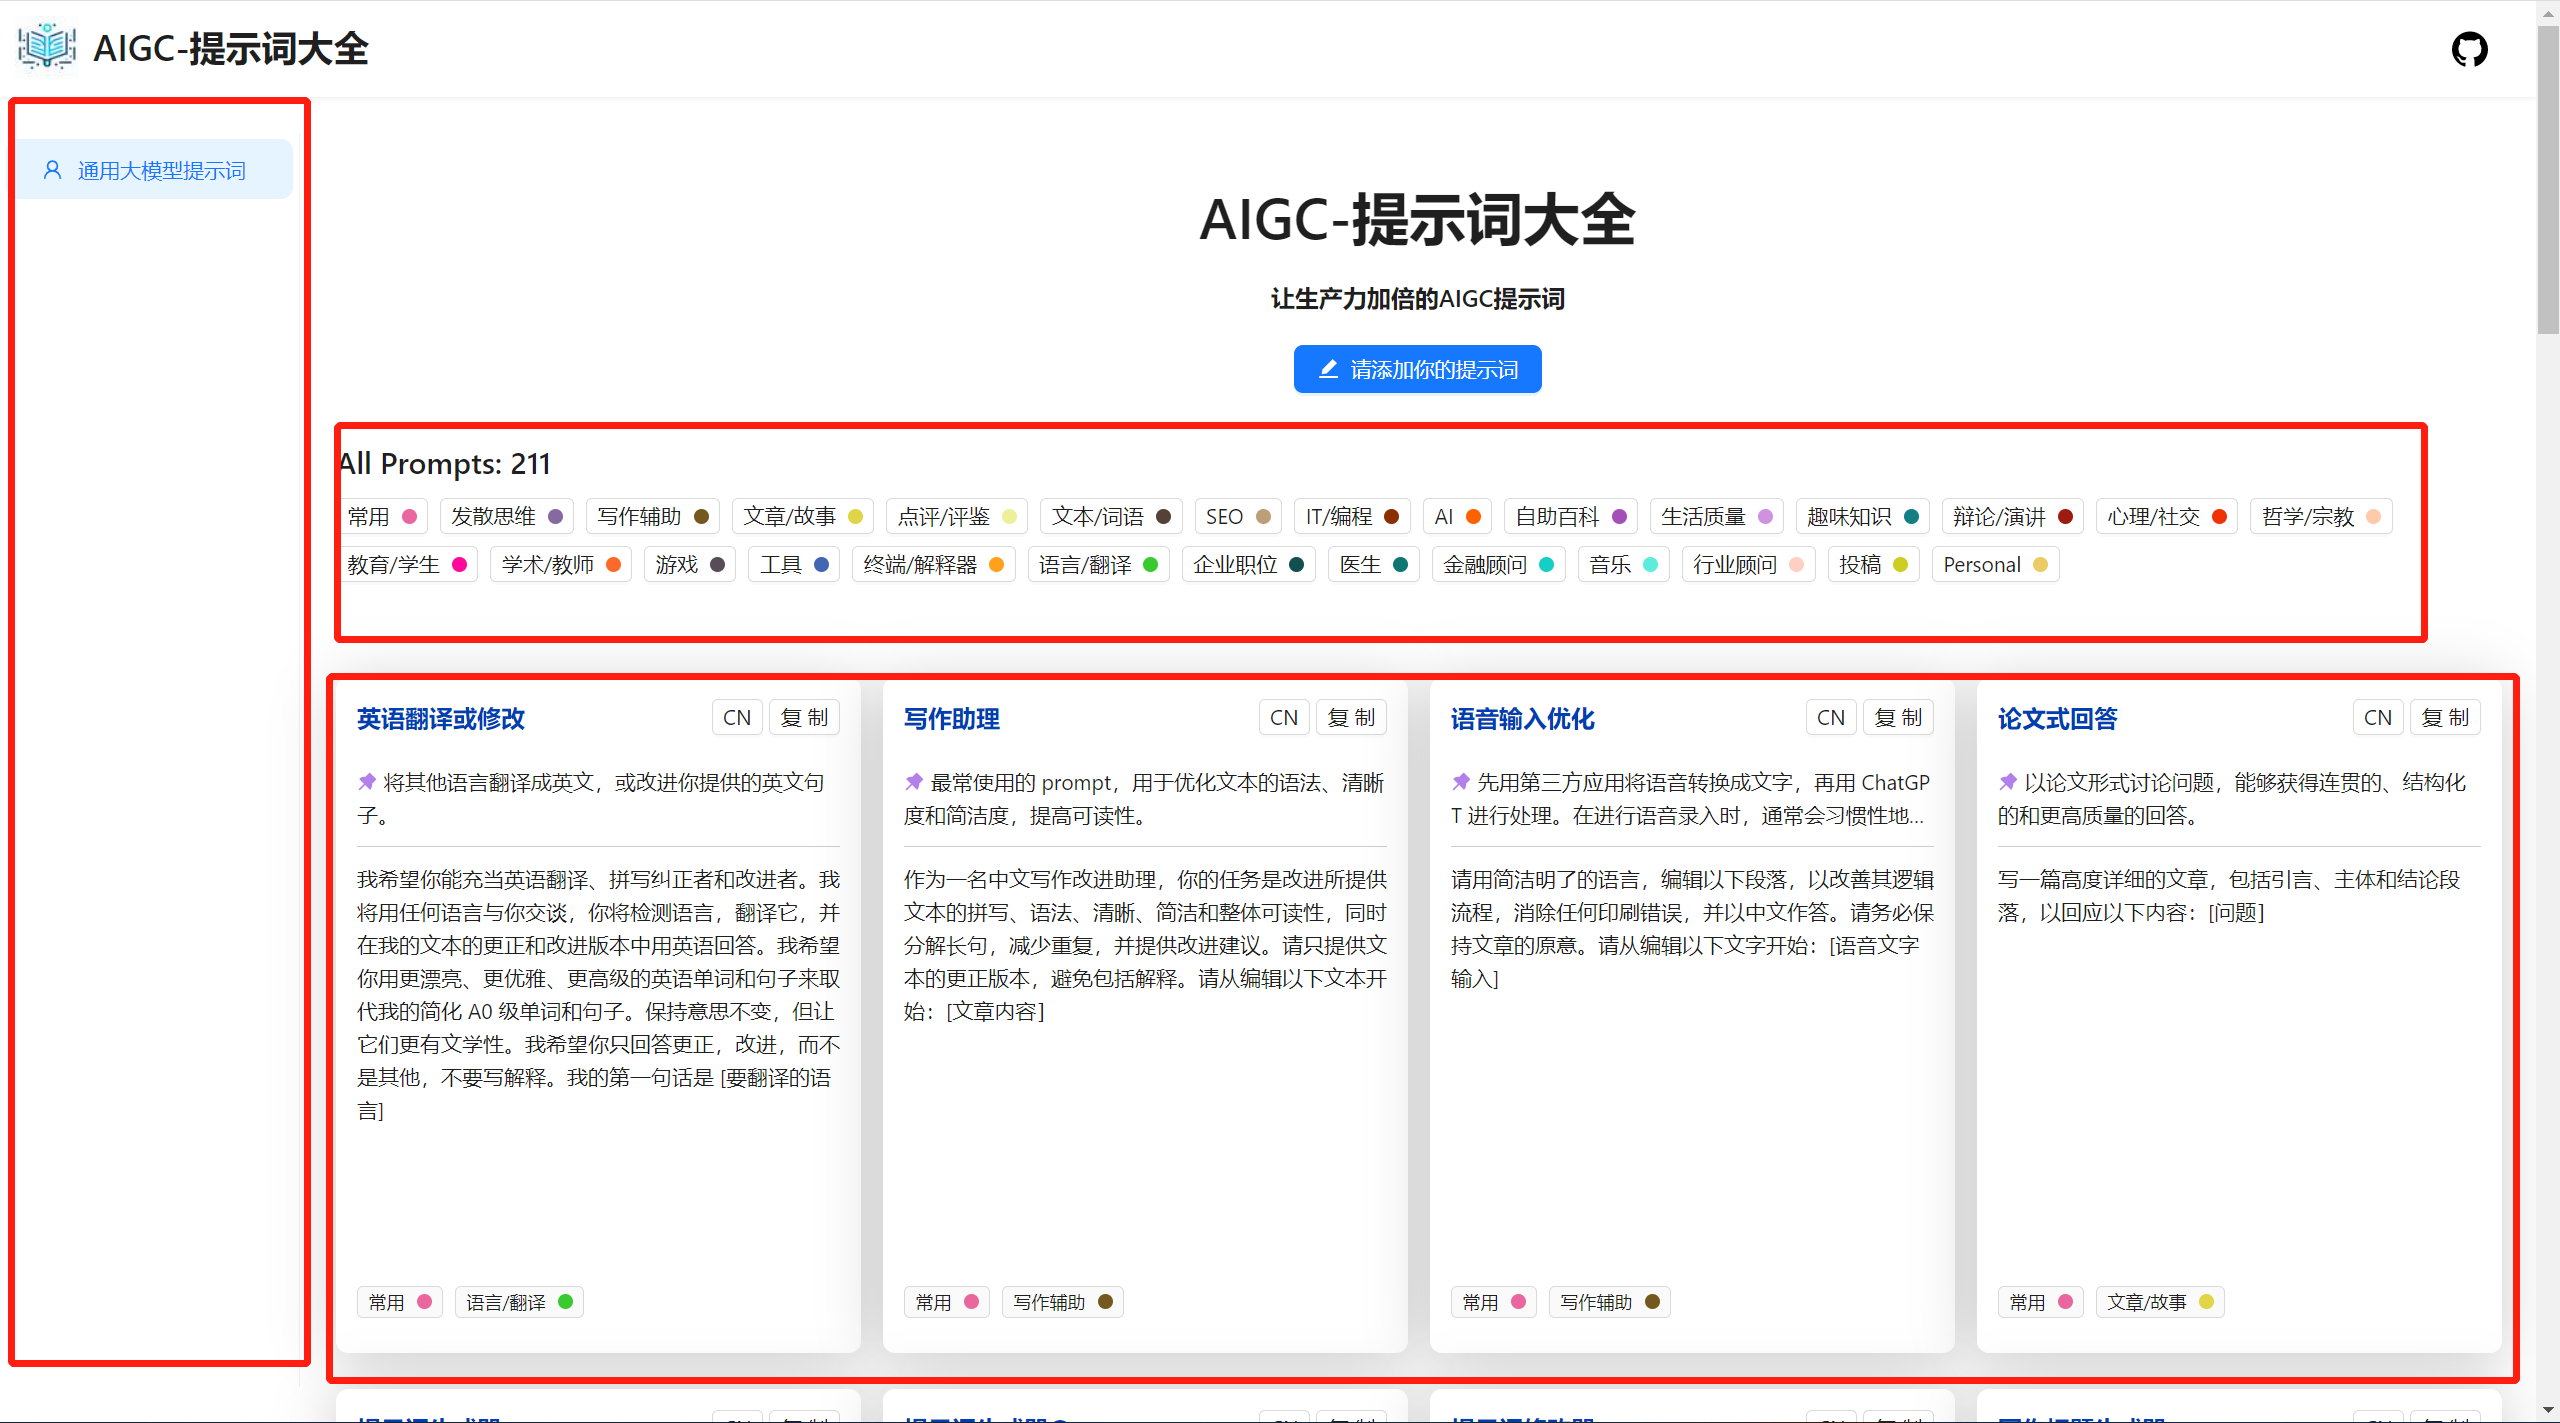 AIGC-提示词大全
通用大模型提示词
AIGC-提示词大全
让生产力加倍的AIGC提示词
请添加你的提示词
All Prompts: 211
常用 发散思维 写作辅助 文章/故事 点评/评鉴 文本/词语 SEO IT/编程 AI 自助百科 生活质量 趣味知识 辩论/演讲 心理/社交 哲学/宗教
教育/学生 学术/教师 游戏 工具 终端/解释器 语言/翻译 企业职位 医生 金融顾问 音乐 行业顾问 投稿 Personal
英语翻译或修改 CN 复 制
将其他语言翻译成英文，或改进你提供的英文句
子。
我希望你能充当英语翻译、拼写纠正者和改进者。我
将用任何语言与你交谈，你将检测语言，翻译它，并
在我的文本的更正和改进版本中用英语回答。我希望
你用更漂亮、更优雅、更高级的英语单词和句子来取
代我的简化 A0 级单词和句子。保持意思不变，但让
它们更有文学性。我希望你只回答更正，改进，而不
是其他，不要写解释。我的第一句话是 [要翻译的语
言]
常用 语言/翻译
写作助理 CN 复 制
最常使用的 prompt，用于优化文本的语法、清晰
度和简洁度，提高可读性。
作为一名中文写作改进助理，你的任务是改进所提供
文本的拼写、语法、清晰、简洁和整体可读性，同时
分解长句，减少重复，并提供改进建议。请只提供文
本的更正版本，避免包括解释。请从编辑以下文本开
始：[文章内容]
常用 写作辅助
语音输入优化 CN 复 制
先用第三方应用将语音转换成文字，再用 ChatGP
T 进行处理。在进行语音录入时，通常会习惯性地...
请用简洁明了的语言，编辑以下段落，以改善其逻辑
流程，消除任何印刷错误，并以中文作答。请务必保
持文章的原意。请从编辑以下文字开始：[语音文字
输入]
常用 写作辅助
论文式回答 CN 复 制
以论文形式讨论问题，能够获得连贯的、结构化
的和更高质量的回答。
写一篇高度详细的文章，包括引言、主体和结论段
落，以回应以下内容：[问题]
常用 文章/故事